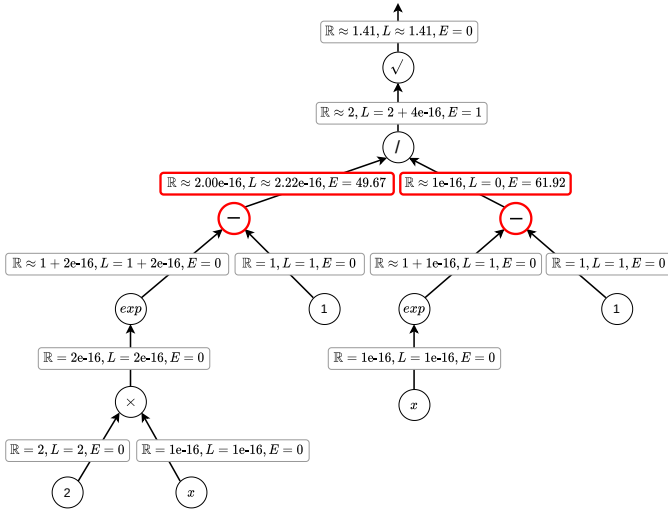 ℝ ≈ 1.41, L ≈ 1.41, E = 0
√
ℝ ≈ 2, L = 2 + 4e-16, E = 1
/
ℝ ≈ 2.00e-16, L ≈ 2.22e-16, E = 49.67
ℝ ≈ 1e-16, L = 0, E = 61.92
−
−
ℝ ≈ 1 + 2e-16, L = 1 + 2e-16, E = 0
ℝ = 1, L = 1, E = 0
ℝ ≈ 1 + 1e-16, L = 1, E = 0
ℝ = 1, L = 1, E = 0
exp
1
exp
1
ℝ = 2e-16, L = 2e-16, E = 0
ℝ = 1e-16, L = 1e-16, E = 0
×
x
ℝ = 2, L = 2, E = 0
ℝ = 1e-16, L = 1e-16, E = 0
2
x